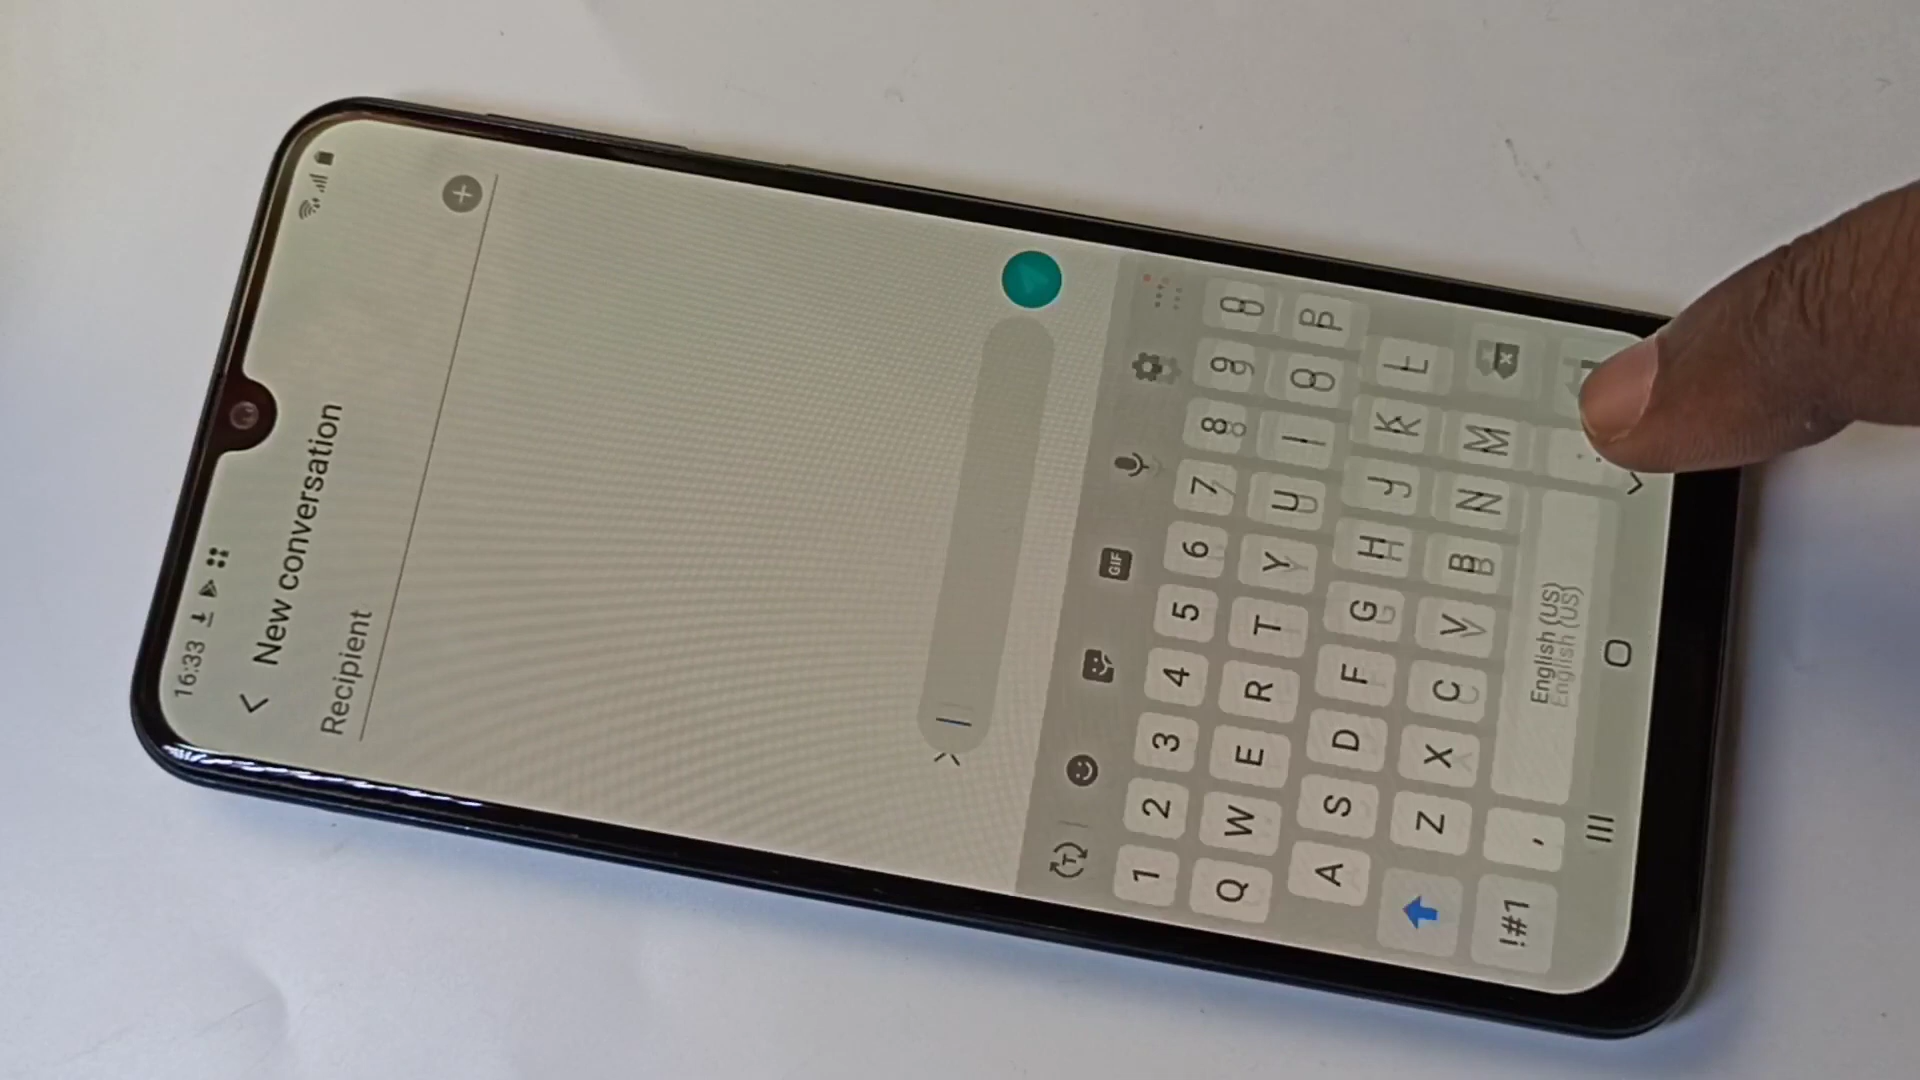 16:33
New conversation
Recipient
GIF
1 2 3 4 5 6 7 8 9 0
Q W E R T Y U I O P
A S D F G H J K L
Z X C V B N M
!#1 , English (US) .